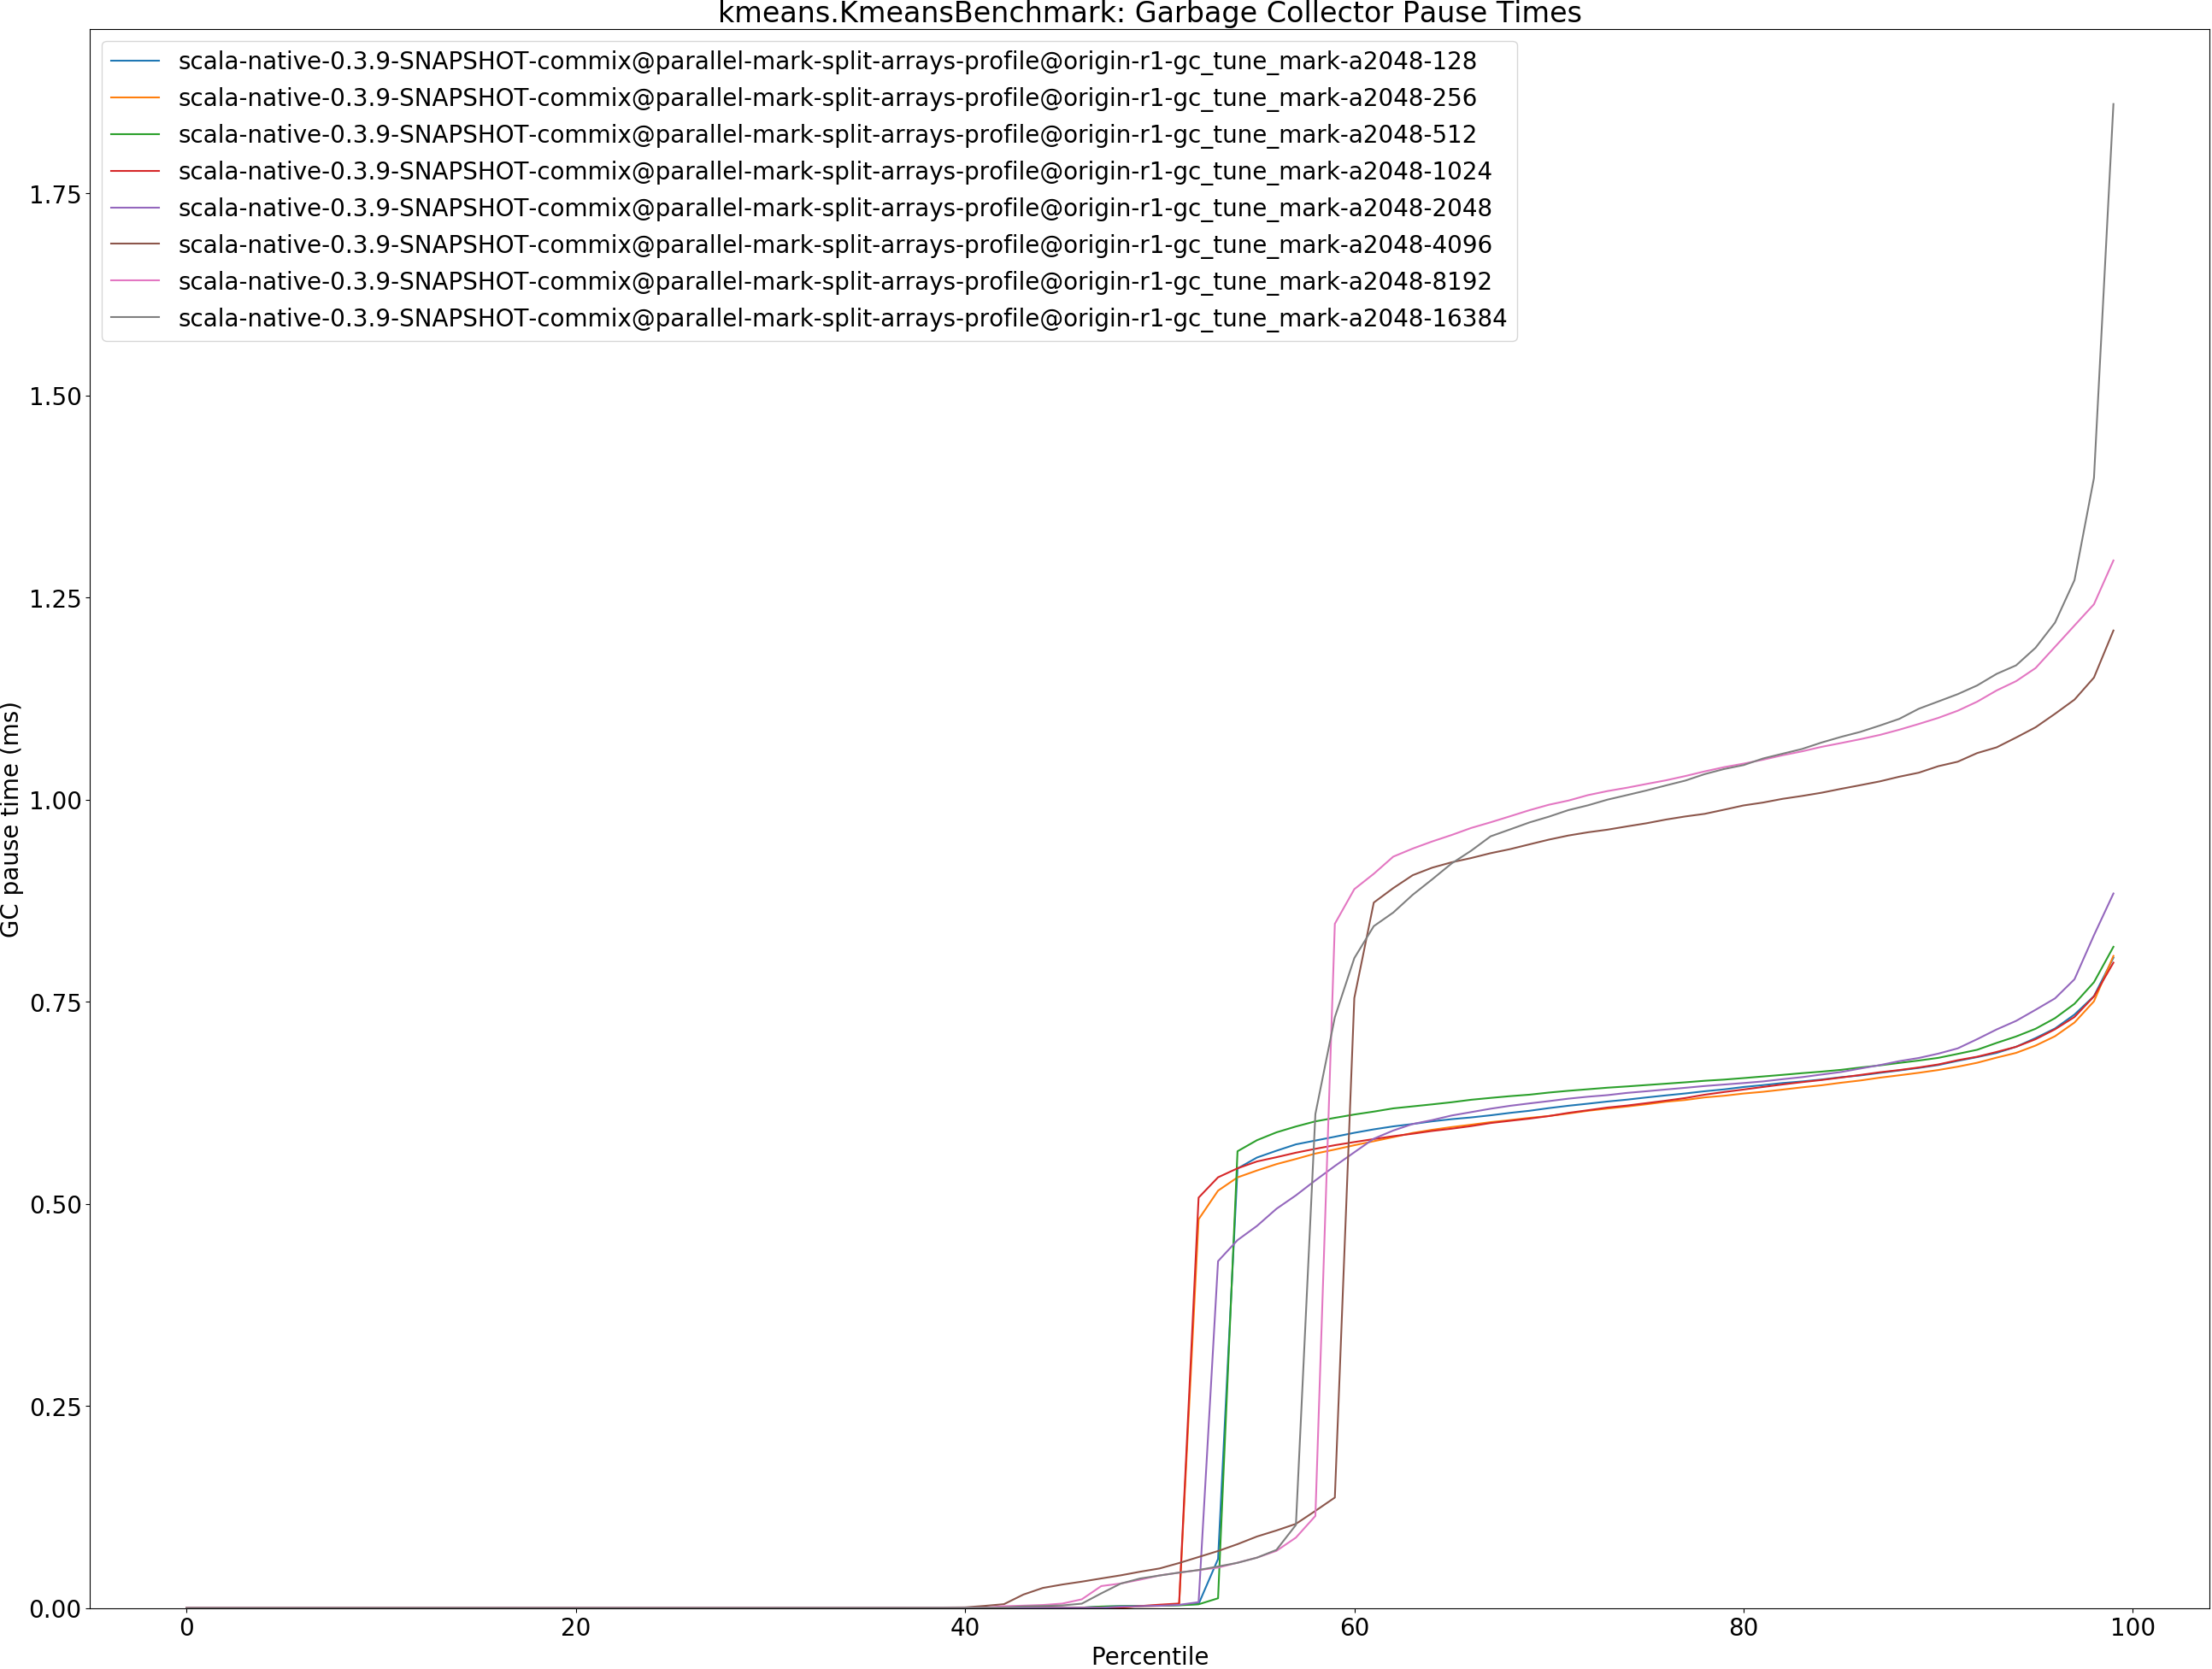 kmeans.KmeansBenchmark: Garbage Collector Pause Times
scala-native-0.3.9-SNAPSHOT-commix@parallel-mark-split-arrays-profile@origin-r1-gc_tune_mark-a2048-128
scala-native-0.3.9-SNAPSHOT-commix@parallel-mark-split-arrays-profile@origin-r1-gc_tune_mark-a2048-256
scala-native-0.3.9-SNAPSHOT-commix@parallel-mark-split-arrays-profile@origin-r1-gc_tune_mark-a2048-512
scala-native-0.3.9-SNAPSHOT-commix@parallel-mark-split-arrays-profile@origin-r1-gc_tune_mark-a2048-1024
scala-native-0.3.9-SNAPSHOT-commix@parallel-mark-split-arrays-profile@origin-r1-gc_tune_mark-a2048-2048
scala-native-0.3.9-SNAPSHOT-commix@parallel-mark-split-arrays-profile@origin-r1-gc_tune_mark-a2048-4096
scala-native-0.3.9-SNAPSHOT-commix@parallel-mark-split-arrays-profile@origin-r1-gc_tune_mark-a2048-8192
scala-native-0.3.9-SNAPSHOT-commix@parallel-mark-split-arrays-profile@origin-r1-gc_tune_mark-a2048-16384
GC pause time (ms)
1.75
1.50
1.25
1.00
0.75
0.50
0.25
0.00
0 20 40 60 80 100
Percentile